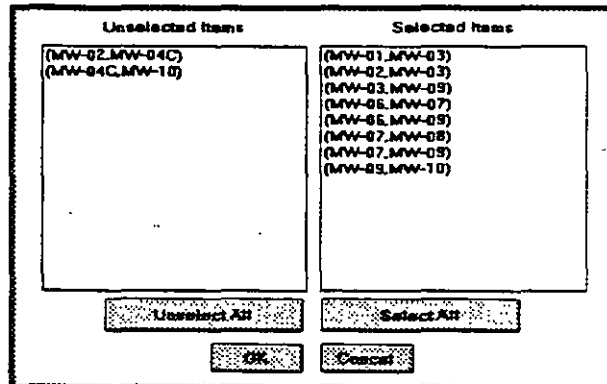 Unselected Items
Selected Items
(MW-02,MW-04C)
(MW-04C,MW-10)
(MW-01,MW-03)
(MW-02,MW-03)
(MW-03,MW-09)
(MW-06,MW-07)
(MW-06,MW-09)
(MW-07,MW-08)
(MW-07,MW-09)
(MW-09,MW-10)
Unselect All
Select All
OK
Cancel